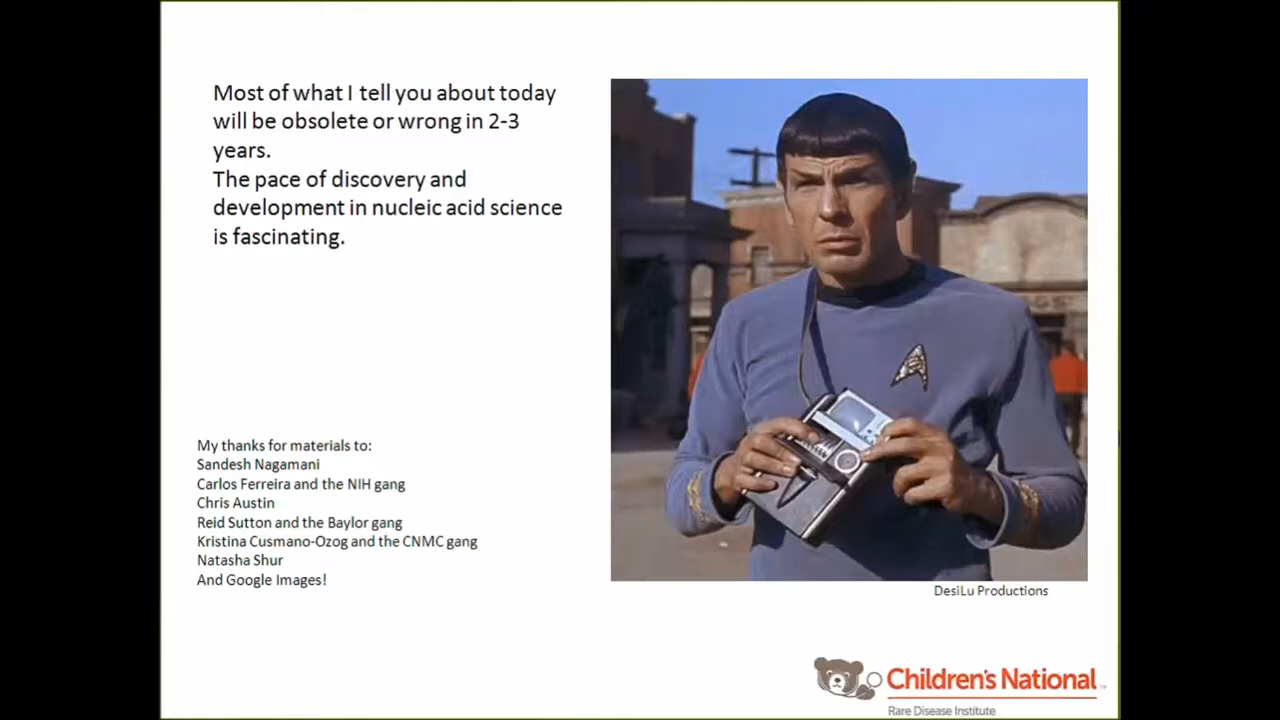 Most of what I tell you about today
will be obsolete or wrong in 2-3
years.
The pace of discovery and
development in nucleic acid science
is fascinating.
My thanks for materials to:
Sandesh Nagamani
Carlos Ferreira and the NIH gang
Chris Austin
Reid Sutton and the Baylor gang
Kristina Cusmano-Ozog and the CNMC gang
Natasha Shur
And Google Images!
DesiLu Productions
Children's National
Rare Disease Institute